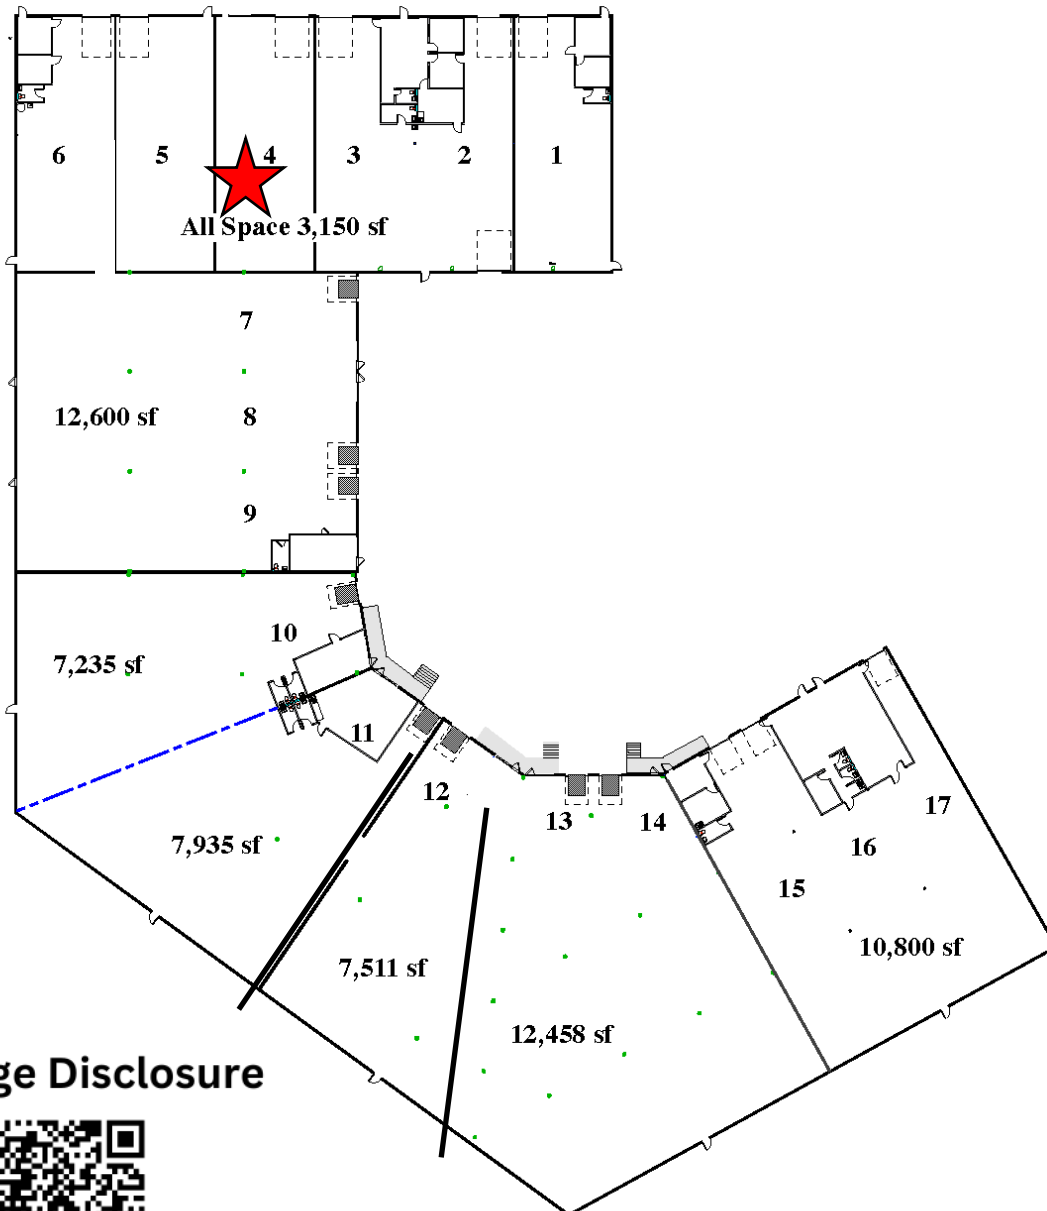 6 5 4 3 2 1
All Space 3,150 sf
7
12,600 sf 8
9
10
7,235 sf
11
12
13 14
17
7,935 sf
16
15
10,800 sf
7,511 sf
12,458 sf
ge Disclosure